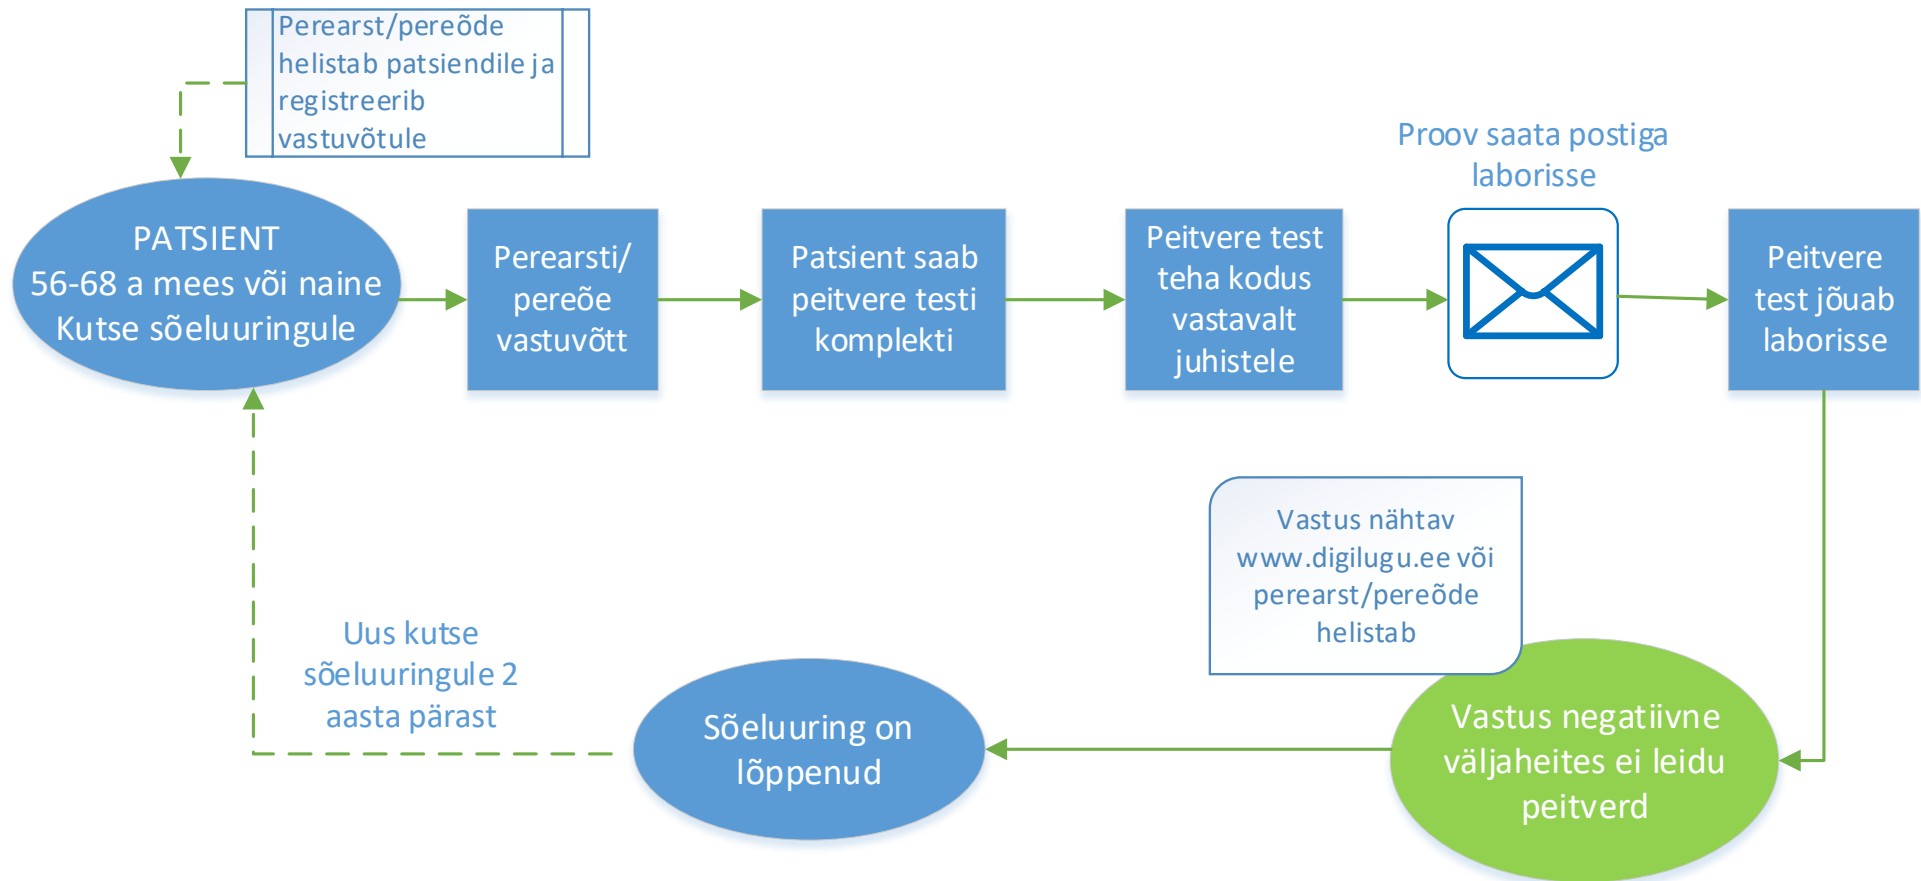 Perearst/pereõde
helistab patsiendile ja
registreerib
vastuvõtule
PATSIENT
56-68 a mees või naine
Kutse sõeluuringule
Perearsti/
pereõe
vastuvõtt
Patsient saab
peitvere testi
komplekti
Peitvere test
teha kodus
vastavalt
juhistele
Proov saata postiga
laborisse
Peitvere
test jõuab
laborisse
Vastus nähtav
www.digilugu.ee või
perearst/pereõde
helistab
Vastus negatiivne
väljaheites ei leidu
peitverd
Sõeluuring on
lõppenud
Uus kutse
sõeluuringule 2
aasta pärast